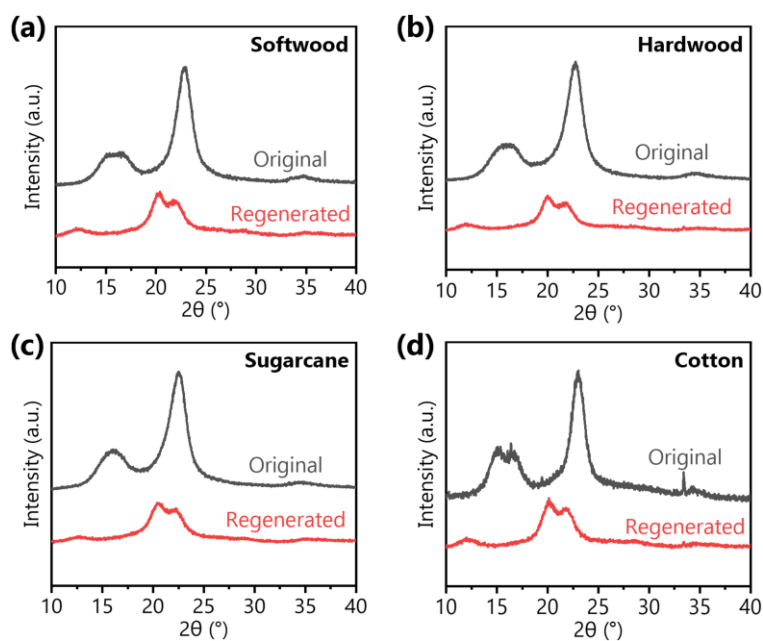 (a)
Softwood
Intensity (a.u.)
Original
Regenerated
10 15 20 25 30 35 40
2θ (°)
(b)
Hardwood
Intensity (a.u.)
Original
Regenerated
10 15 20 25 30 35 40
2θ (°)
(c)
Sugarcane
Intensity (a.u.)
Original
Regenerated
10 15 20 25 30 35 40
2θ (°)
(d)
Cotton
Intensity (a.u.)
Original
Regenerated
10 15 20 25 30 35 40
2θ (°)